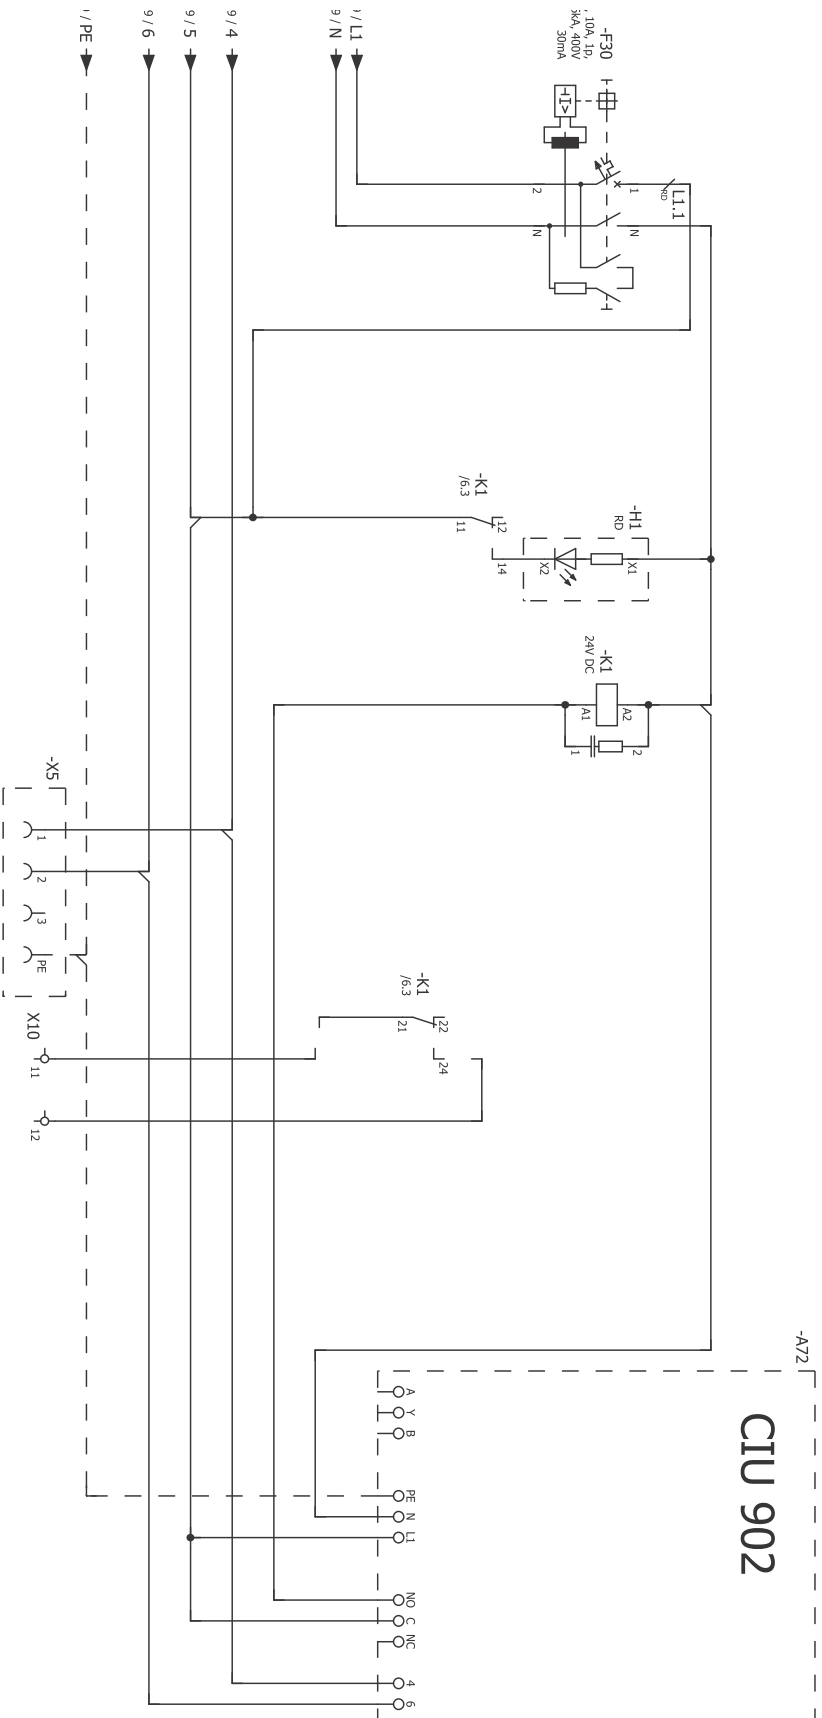 / PE
9 / 6
9 / 5
9 / 4
9 / N
/ L1
-F30
, 10A, 1p,
kA, 400V
30mA
I>
2
1
RD
L1.1
N
N
-K1
/6.3
11
12
14
-H1
RD
X2
X1
-K1
24V DC
A1
A2
1
2
-X5
1
2
3
PE
-K1
/6.3
21
22
24
X10
11
12
-A72
CIU 902
A
Y
B
PE
N
L1
NO
C
NC
4
6